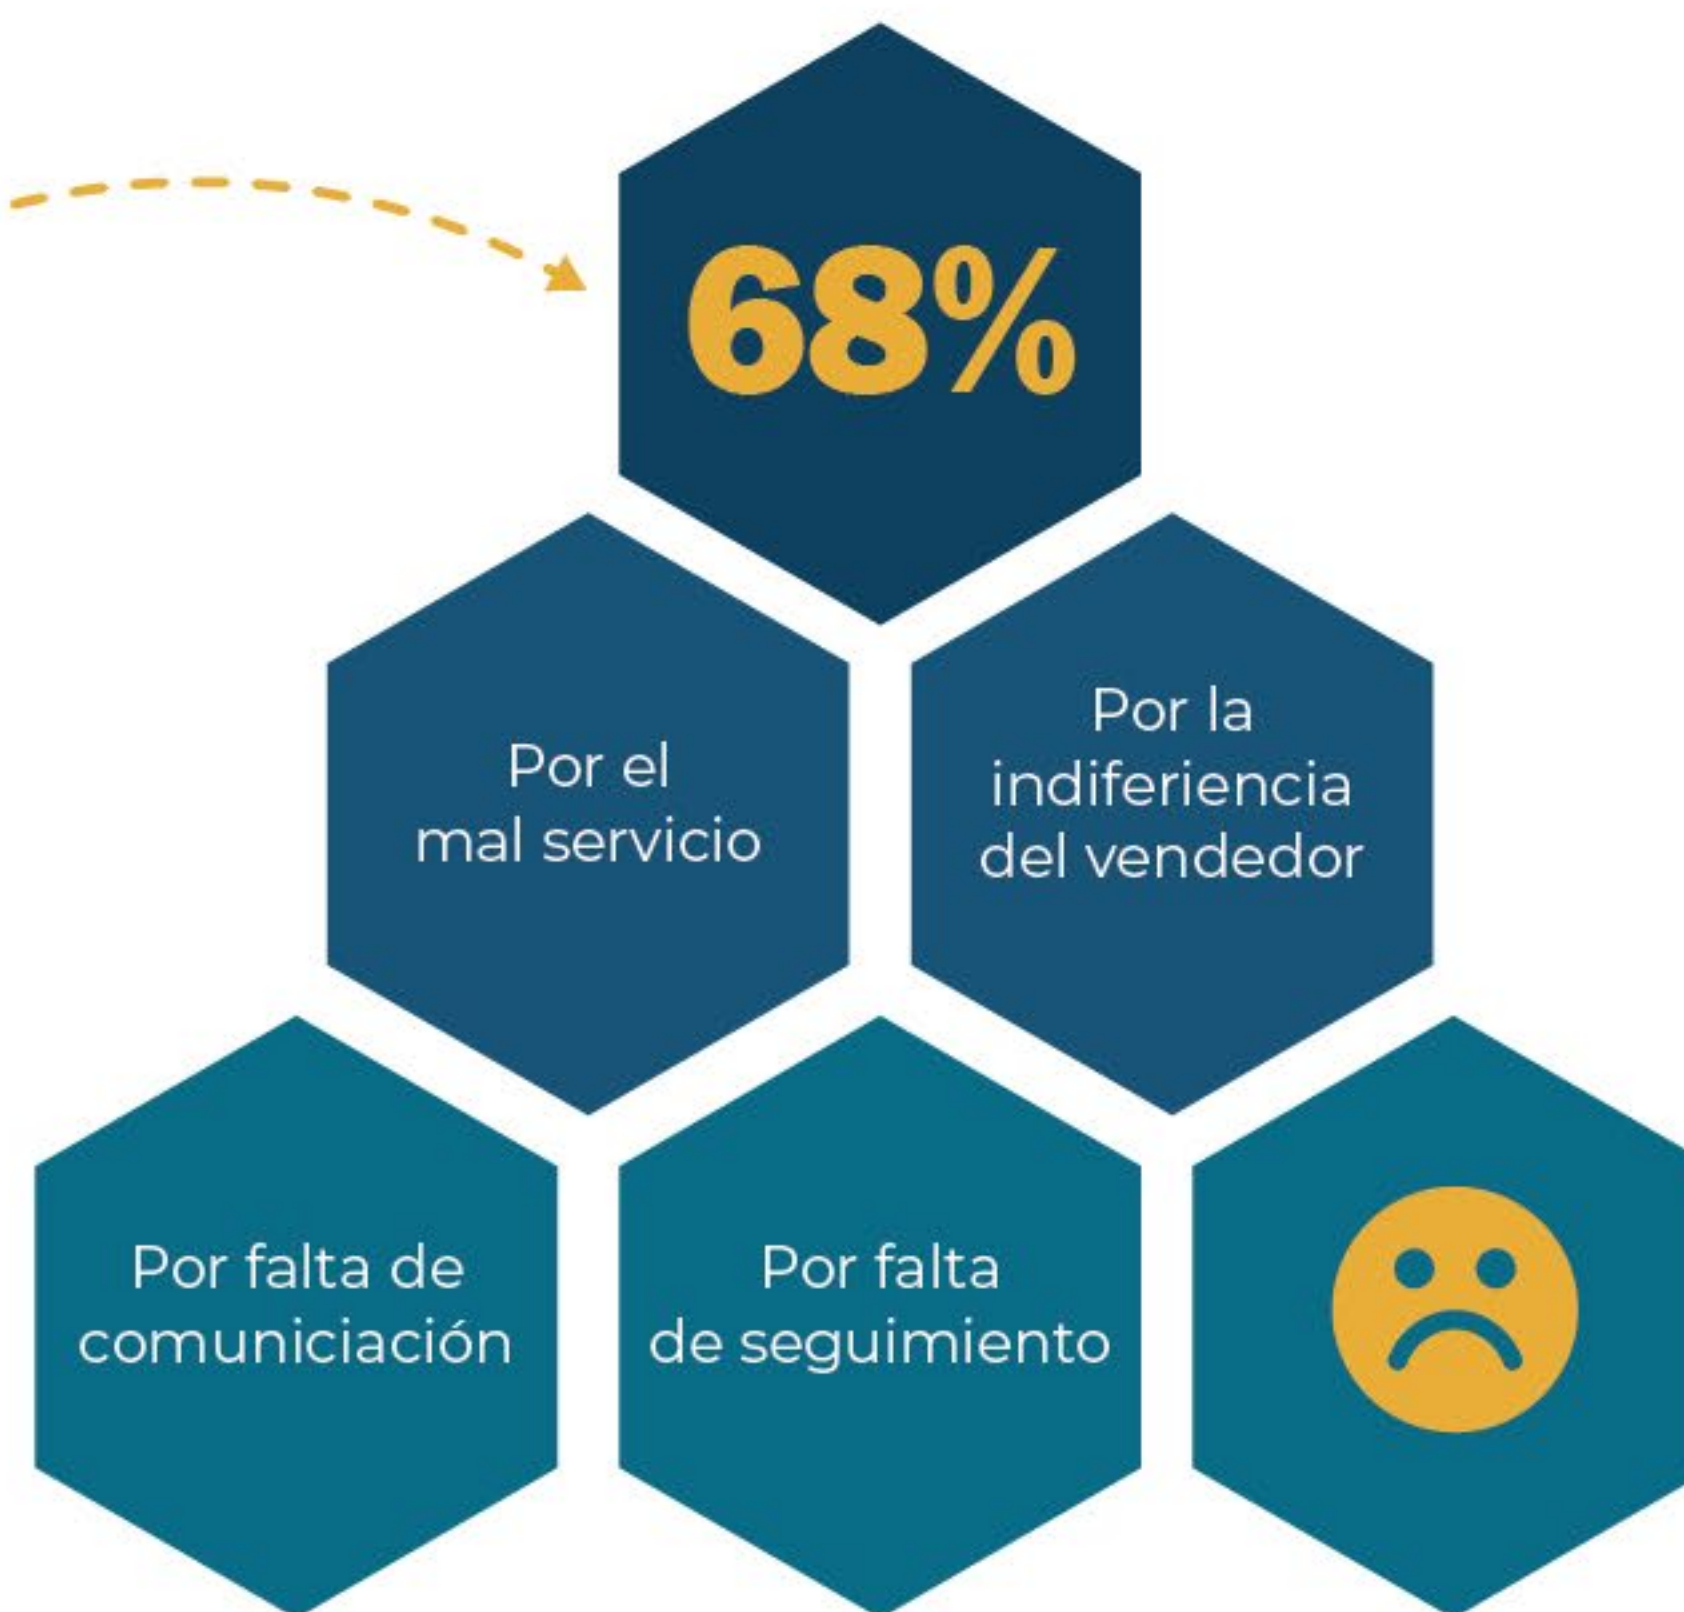 68%
Por el
mal servicio
Por la
indiferiencia
del vendedor
Por falta de
comuniciación
Por falta
de seguimiento